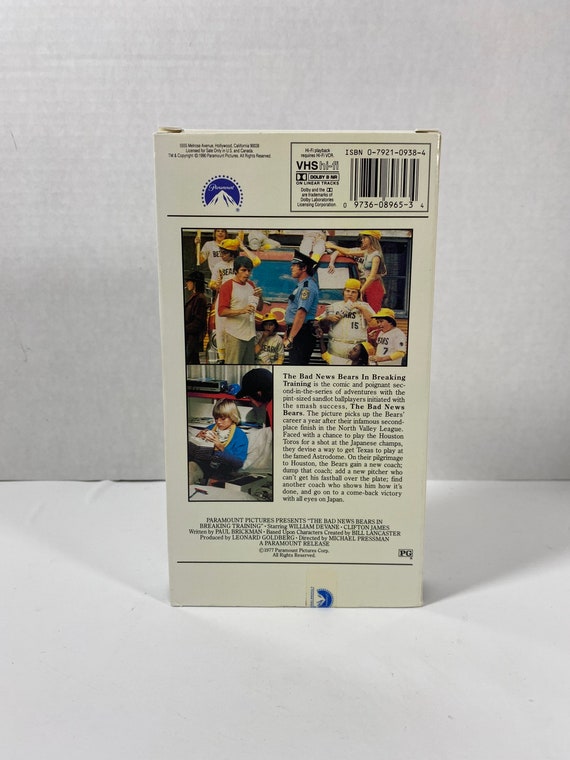 5555 Melrose Avenue, Hollywood, California 90038
Licensed for Sale Only in U.S. and Canada.
TM & Copyright © 1986 Paramount Pictures. All Rights Reserved.
Paramount
Hi-Fi playback
requires Hi-Fi VCR.
VHS hi-fi
DOLBY B NR
ON LINEAR TRACKS
Dolby and the
are trademarks of
Dolby Laboratories
Licensing Corporation.
ISBN 0-7921-0938-4
0 9736-08965-3 4
BEARS
BEARS
BEARS
15
7
The Bad News Bears In Breaking
Training is the comic and poignant sec-
ond-in-the-series of adventures with the
pint-sized sandlot ballplayers initiated with
the smash success, The Bad News
Bears. The picture picks up the Bears'
career a year after their infamous second-
place finish in the North Valley League.
Faced with a chance to play the Houston
Toros for a shot at the Japanese champs,
they devise a way to get Texas to play at
the famed Astrodome. On their pilgrimage
to Houston, the Bears gain a new coach;
dump that coach; add a new pitcher who
can't get his fastball over the plate; find
another coach who shows him how it's
done, and go on to a come-back victory
with all eyes on Japan.
PARAMOUNT PICTURES PRESENTS "THE BAD NEWS BEARS IN
BREAKING TRAINING" · Starring WILLIAM DEVANE · CLIFTON JAMES
Written by PAUL BRICKMAN · Based Upon Characters Created by BILL LANCASTER
Produced by LEONARD GOLDBERG · Directed by MICHAEL PRESSMAN
A PARAMOUNT RELEASE
©1977 Paramount Pictures Corp.
All Rights Reserved.
PG